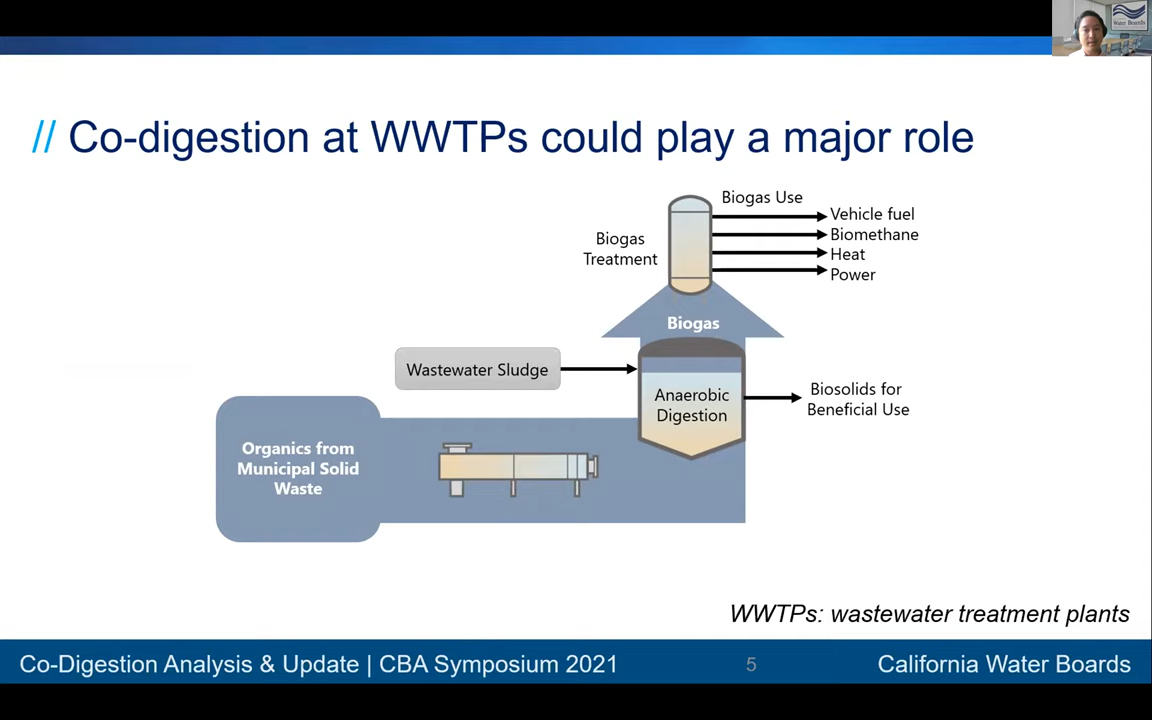 Water Boards
// Co-digestion at WWTPs could play a major role
Biogas Use
Vehicle fuel
Biomethane
Heat
Power
Biogas
Treatment
Biogas
Wastewater Sludge
Anaerobic
Digestion
Biosolids for
Beneficial Use
Organics from
Municipal Solid
Waste
WWTPs: wastewater treatment plants
Co-Digestion Analysis & Update | CBA Symposium 2021
5
California Water Boards